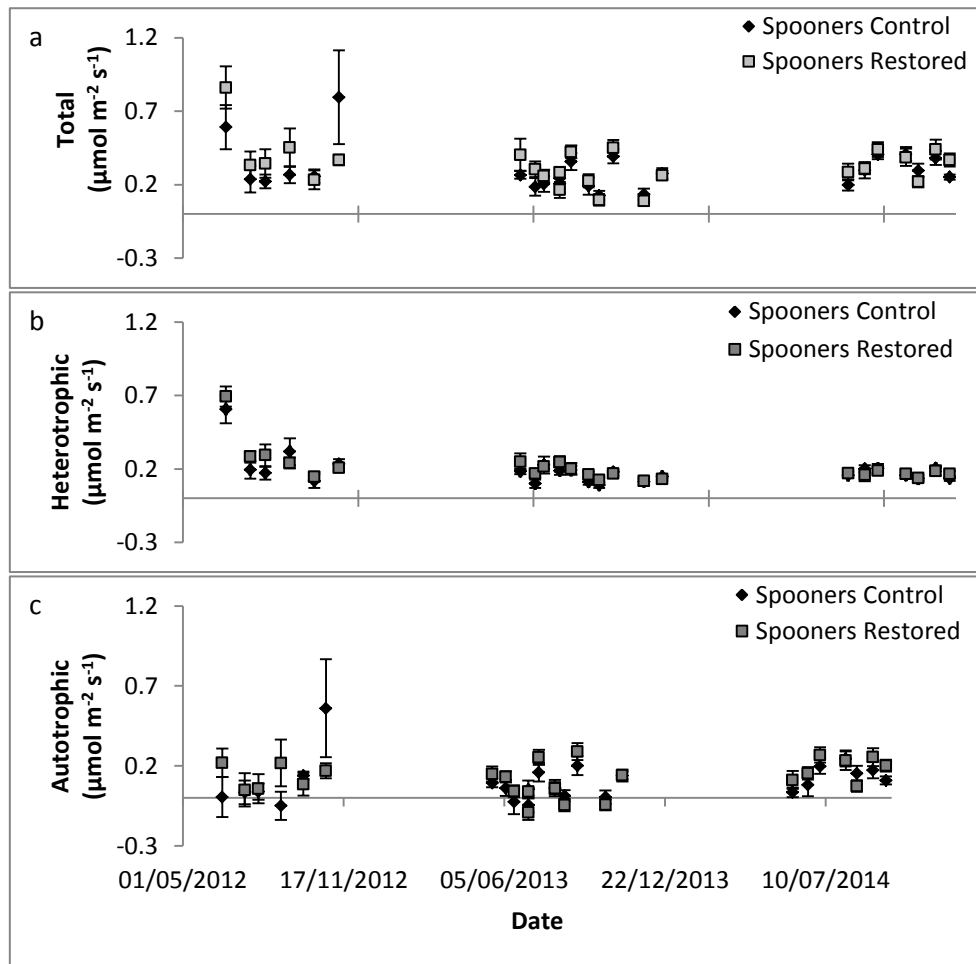 a
1.2
0.7
0.2
-0.3
Total
(µmol m⁻² s⁻¹)
Spooners Control
Spooners Restored
b
1.2
0.7
0.2
-0.3
Heterotrophic
(µmol m⁻² s⁻¹)
Spooners Control
Spooners Restored
c
1.2
0.7
0.2
-0.3
Autotrophic
(µmol m⁻² s⁻¹)
Spooners Control
Spooners Restored
01/05/2012
17/11/2012
05/06/2013
22/12/2013
10/07/2014
Date